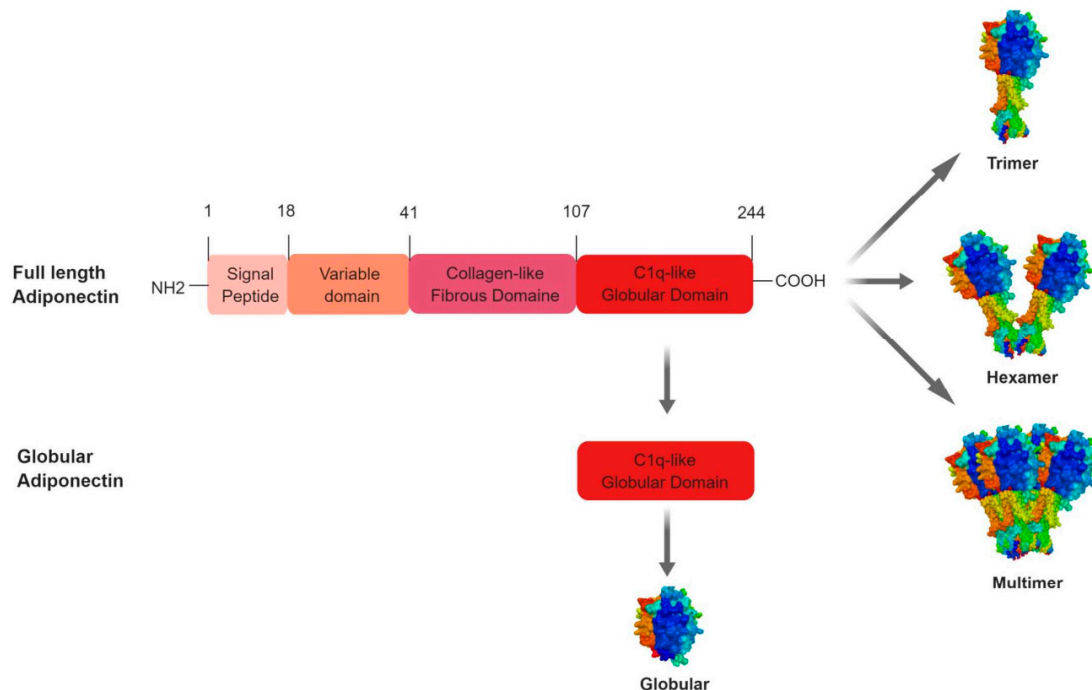 Trimer
1
18
41
107
244
Full length
Adiponectin
NH2
Signal
Peptide
Variable
domain
Collagen-like
Fibrous Domaine
C1q-like
Globular Domain
COOH
Hexamer
Globular
Adiponectin
C1q-like
Globular Domain
Multimer
Globular